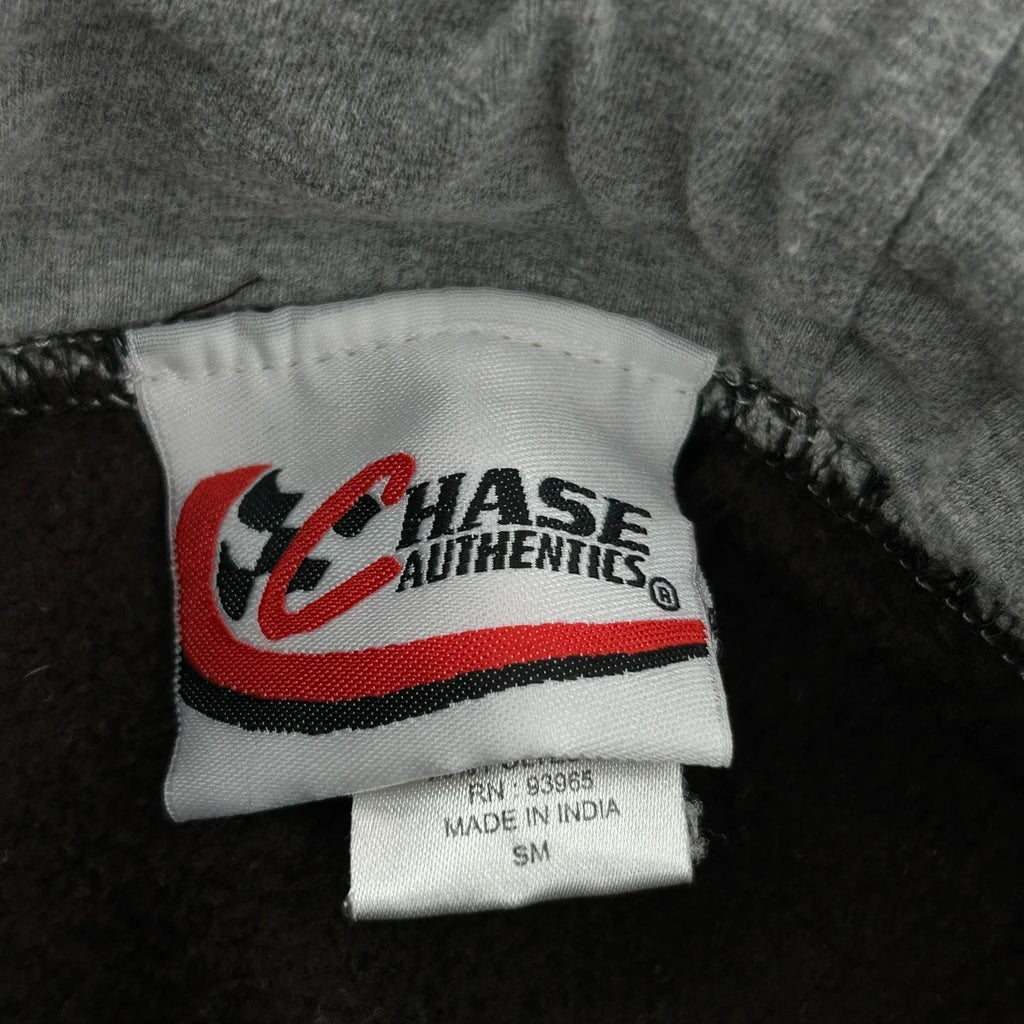 CHASE
AUTHENTICS®
RN : 93965
MADE IN INDIA
SM